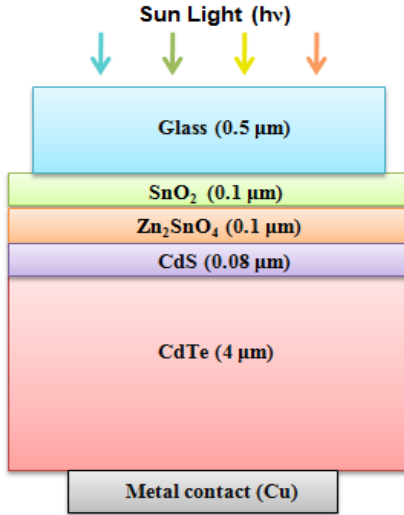 Sun Light (hν)
Glass (0.5 μm)
SnO₂ (0.1 μm)
Zn₂SnO₄ (0.1 μm)
CdS (0.08 μm)
CdTe (4 μm)
Metal contact (Cu)